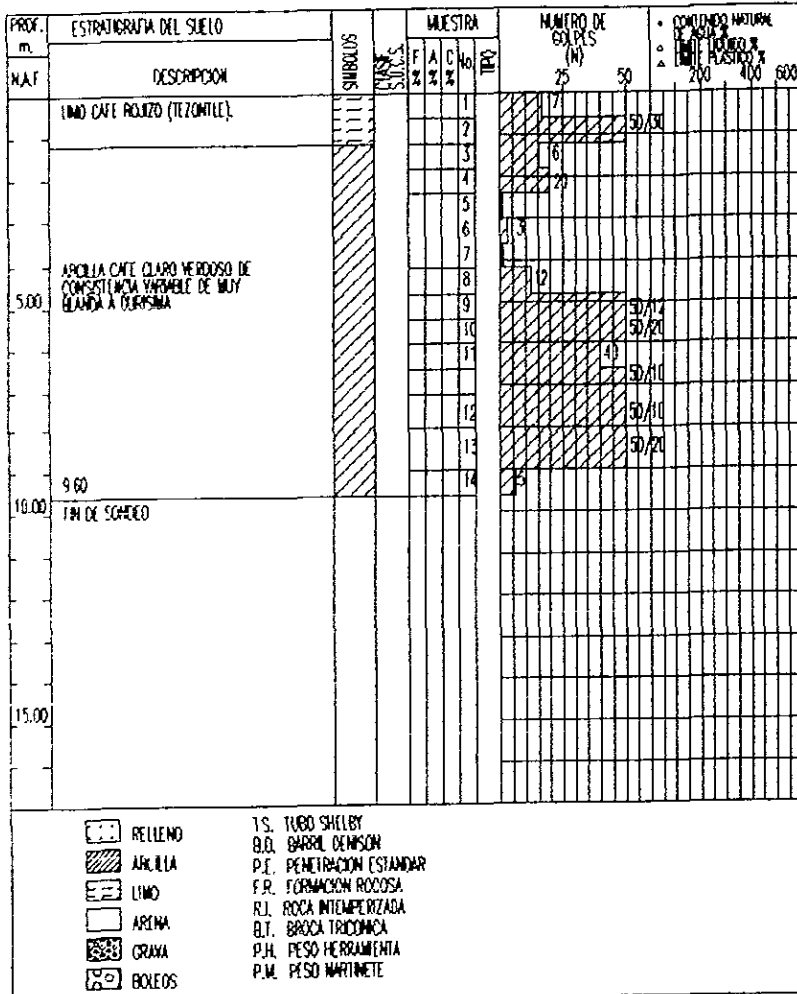 PROF. m.
N.A.F
ESTRATIGRAFIA DEL SUELO
DESCRIPCION
SIMBOLOS
CLASIF. S.U.C.S.
MUESTRA
F %
A %
C %
No.
TIPO
NUMERO DE GOLPES (N)
25 50
CONTENIDO NATURAL DE AGUA %
LIMITE LIQUIDO %
LIMITE PLASTICO %
200 400 600
LIMO CAFE ROJIZO (TEZONTLE).
ARCILLA CAFE CLARO VERDOSO DE
CONSISTENCIA VARIABLE DE MUY
BLANDA A DURISIMA
9.60
FIN DE SONDEO
5.00
10.00
15.00
1
2 50/30
3
4 20
5
6 3
7
8 12
9 50/12
10 50/20
11 40
50/10
12 50/10
13 50/20
14
RELLENO
ARCILLA
LIMO
ARENA
GRAVA
BOLEOS
T.S. TUBO SHELBY
B.D. BARRIL DENISON
P.E. PENETRACION ESTANDAR
F.R. FORMACION ROCOSA
R.I. ROCA INTEMPERIZADA
B.T. BROCA TRICONICA
P.H. PESO HERRAMIENTA
P.M. PESO MARTINETE